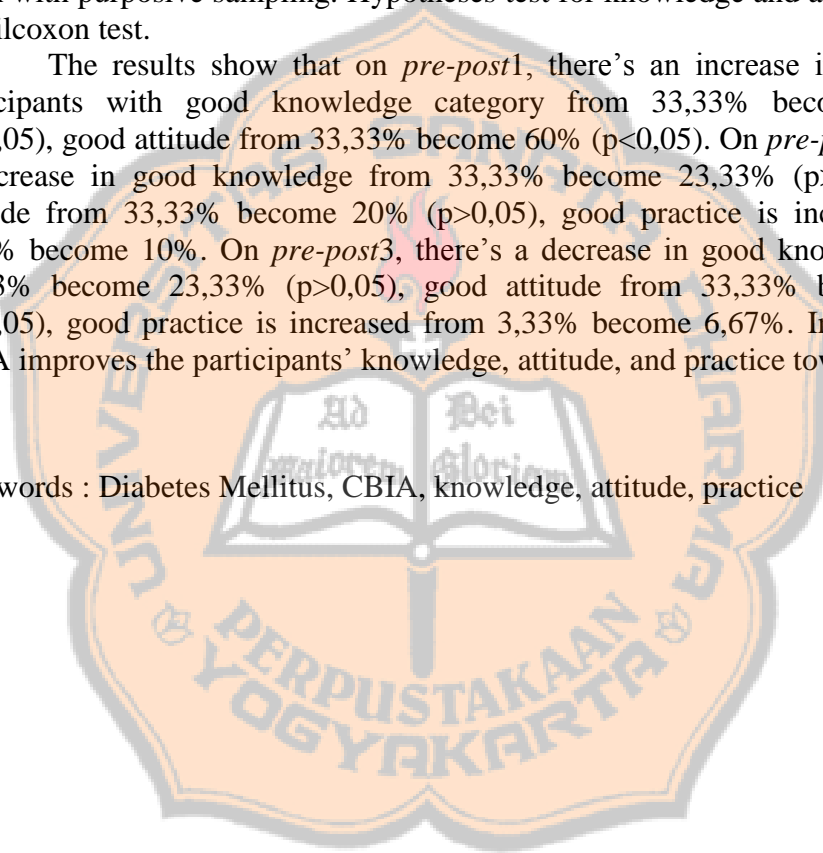 with purposive sampling. Hypotheses test for knowledge and a
ilcoxon test.
The results show that on pre-post1, there’s an increase i
cipants with good knowledge category from 33,33% beco
,05), good attitude from 33,33% become 60% (p<0,05). On pre-p
crease in good knowledge from 33,33% become 23,33% (p>
de from 33,33% become 20% (p>0,05), good practice is inc
% become 10%. On pre-post3, there’s a decrease in good kno
3% become 23,33% (p>0,05), good attitude from 33,33% b
,05), good practice is increased from 3,33% become 6,67%. In
A improves the participants’ knowledge, attitude, and practice tov
Ad Dei
maiorem gloriam
words : Diabetes Mellitus, CBIA, knowledge, attitude, practice
UNIVERSITAS SANATA DHARMA
PERPUSTAKAAN
YOGYAKARTA